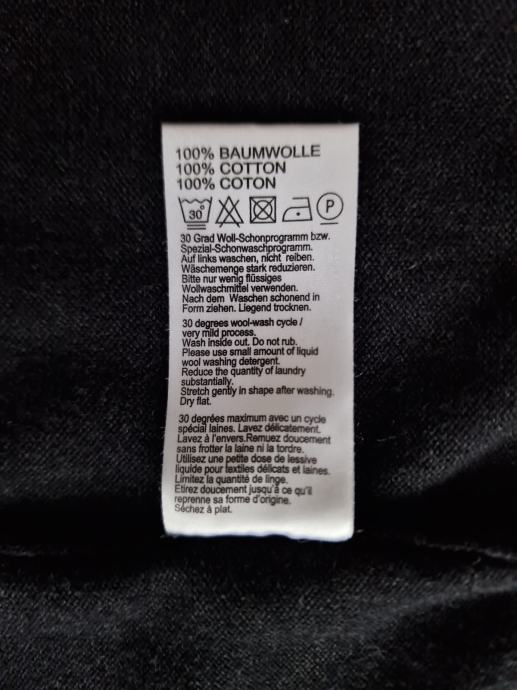 100% BAUMWOLLE
100% COTTON
100% COTON
30° P
30 Grad Woll-Schonprogramm bzw.
Spezial-Schonwaschprogramm.
Auf links waschen, nicht reiben.
Wäschemenge stark reduzieren.
Bitte nur wenig flüssiges
Wollwaschmittel verwenden.
Nach dem Waschen schonend in
Form ziehen. Liegend trocknen.
30 degrees wool-wash cycle /
very mild process.
Wash inside out. Do not rub.
Please use small amount of liquid
wool washing detergent.
Reduce the quantity of laundry
substantially.
Stretch gently in shape after washing.
Dry flat.
30 degrées maximum avec un cycle
spécial laines. Lavez délicatement.
Lavez à l'envers.Remuez doucement
sans frotter la laine ni la tordre.
Utilisez une petite dose de lessive
liquide pour textiles délicats et laines.
Limitez la quantité de linge.
Etirez doucement jusqu'à ce qu'il
reprenne sa forme d'origine.
Séchez à plat.